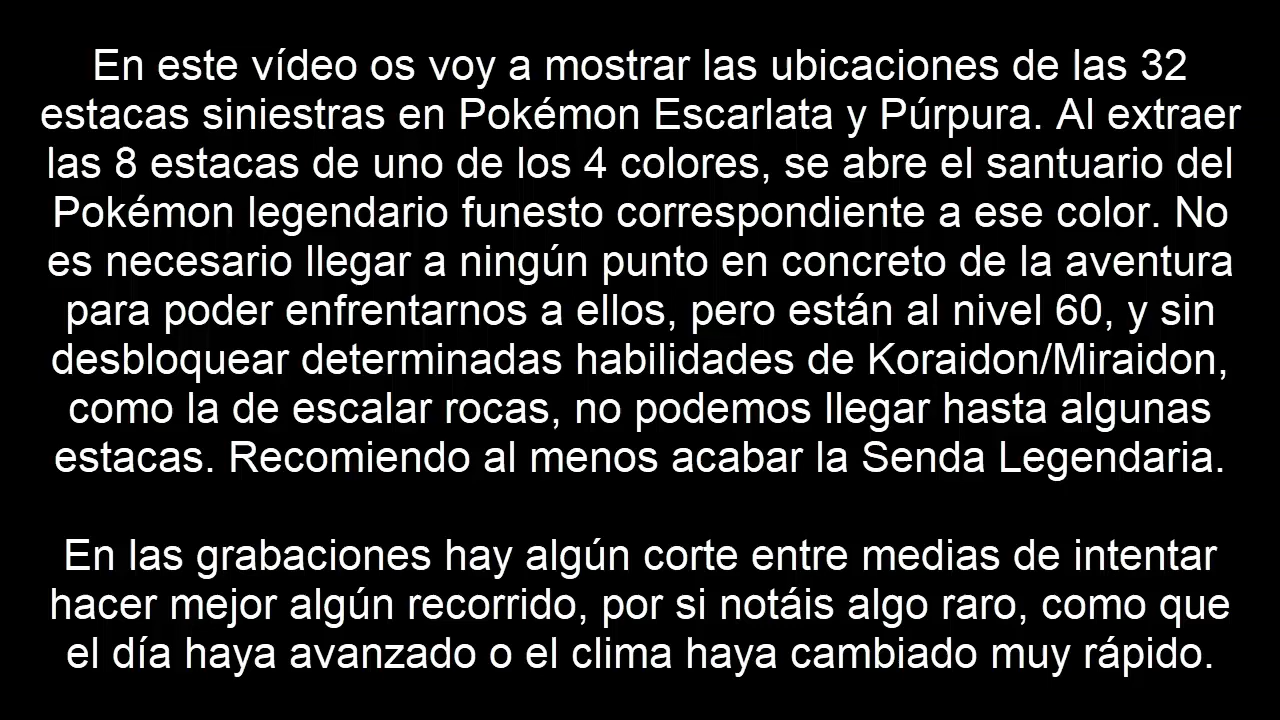 En este vídeo os voy a mostrar las ubicaciones de las 32
estacas siniestras en Pokémon Escarlata y Púrpura. Al extraer
las 8 estacas de uno de los 4 colores, se abre el santuario del
Pokémon legendario funesto correspondiente a ese color. No
es necesario llegar a ningún punto en concreto de la aventura
para poder enfrentarnos a ellos, pero están al nivel 60, y sin
desbloquear determinadas habilidades de Koraidon/Miraidon,
como la de escalar rocas, no podemos llegar hasta algunas
estacas. Recomiendo al menos acabar la Senda Legendaria.
En las grabaciones hay algún corte entre medias de intentar
hacer mejor algún recorrido, por si notáis algo raro, como que
el día haya avanzado o el clima haya cambiado muy rápido.